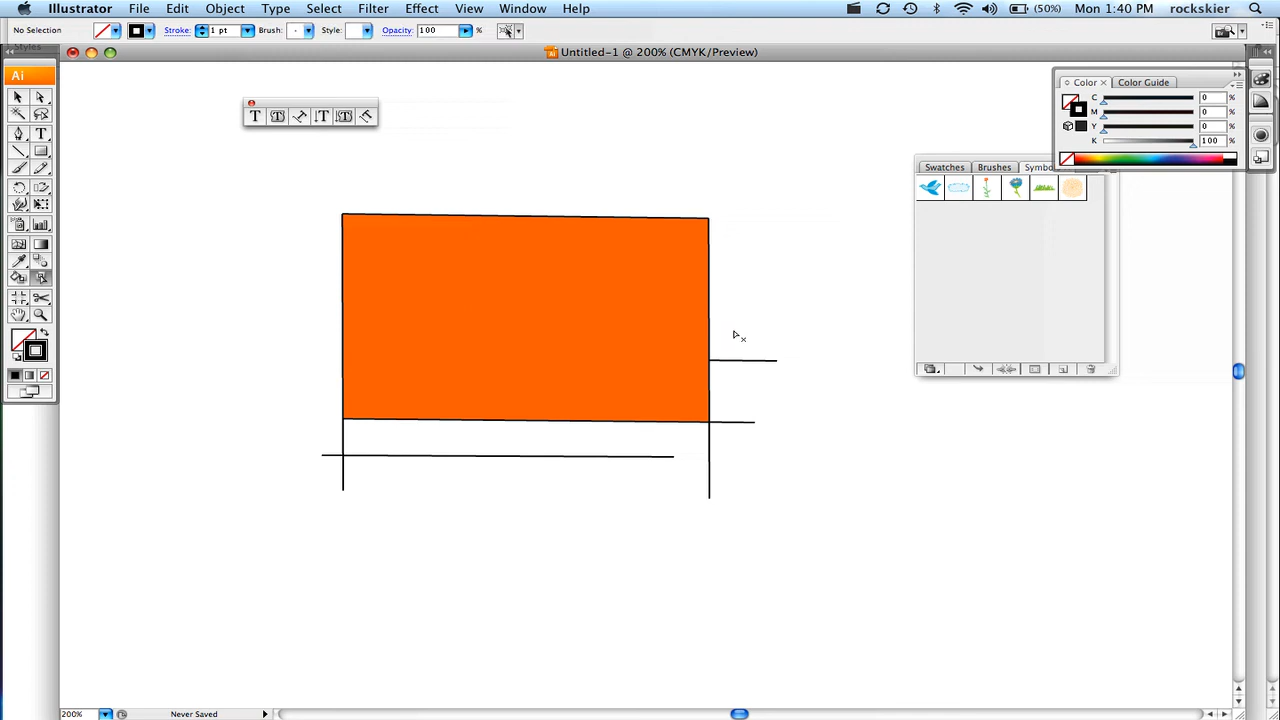 Illustrator File Edit Object Type Select Filter Effect View Window Help (50%) Mon 1:40 PM rockskier
No Selection Stroke: 1 pt Brush: Style: Opacity: 100 %
Untitled-1 @ 200% (CMYK/Preview)
Ai
Color × Color Guide
C 0 %
M 0 %
Y 0 %
K 100 %
Swatches Brushes Symbo
T T T T T T
200% Never Saved